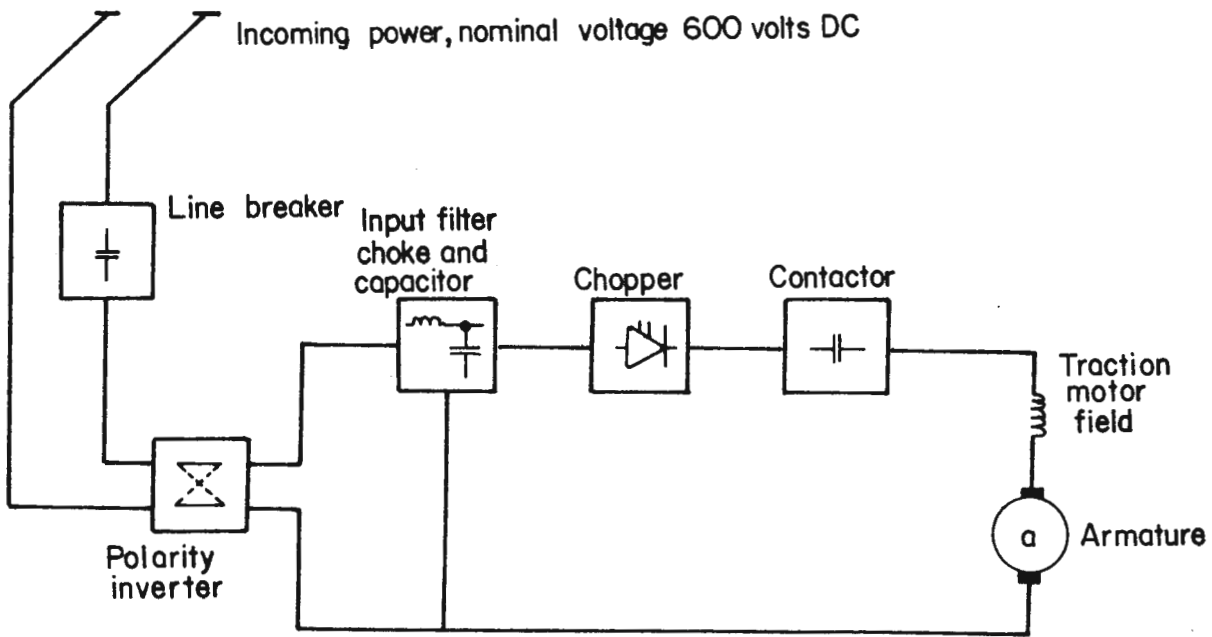 Incoming power, nominal voltage 600 volts DC
Line breaker
Input filter
choke and
capacitor
Chopper
Contactor
Traction
motor
field
a
Armature
Polarity
inverter